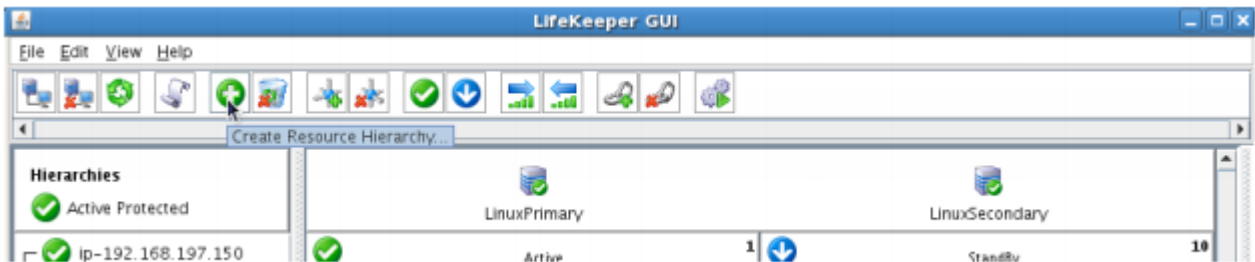 LifeKeeper GUI
File Edit View Help
Create Resource Hierarchy...
Hierarchies
Active Protected
LinuxPrimary
LinuxSecondary
ip-192.168.197.150
Active
1
StandBy
10